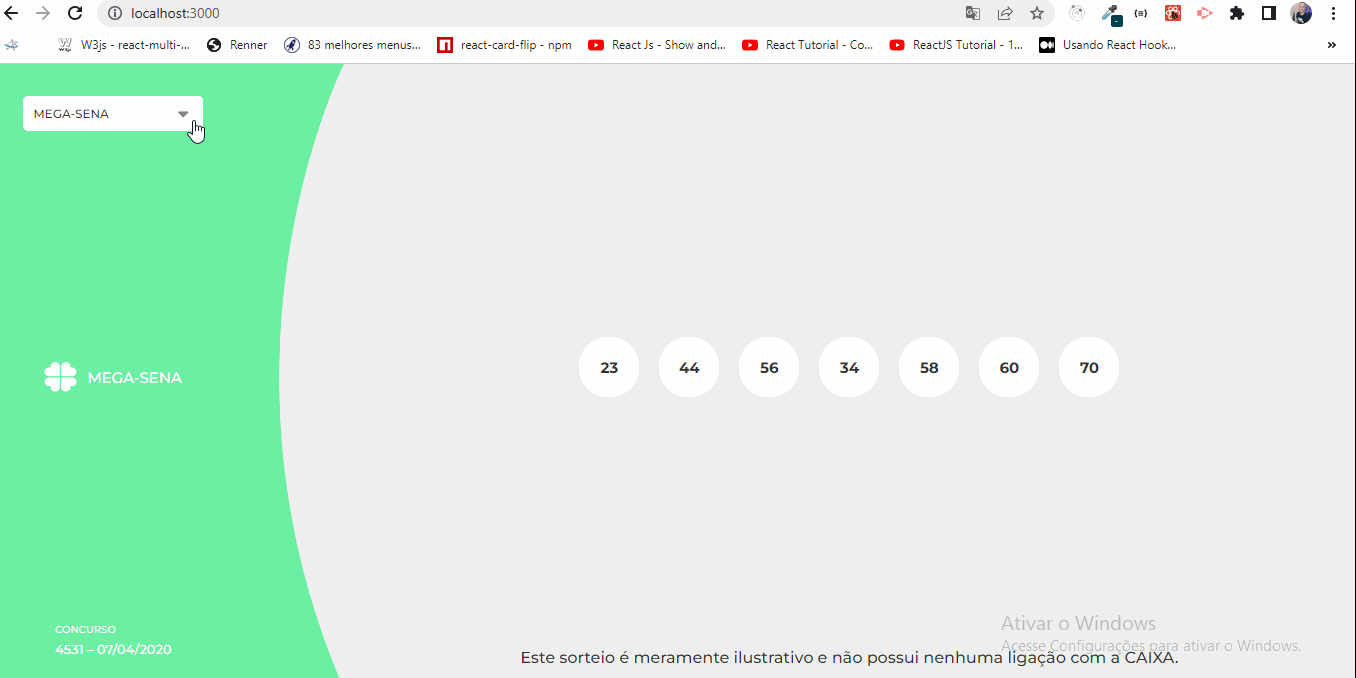 localhost:3000
W3js - react-multi-...
Renner
83 melhores menus...
react-card-flip - npm
React Js - Show and...
React Tutorial - Co...
ReactJS Tutorial - 1...
Usando React Hook...
»
MEGA-SENA
23 44 56 34 58 60 70
MEGA-SENA
CONCURSO
4531 – 07/04/2020
Ativar o Windows
Acesse Configurações para ativar o Windows.
Este sorteio é meramente ilustrativo e não possui nenhuma ligação com a CAIXA.